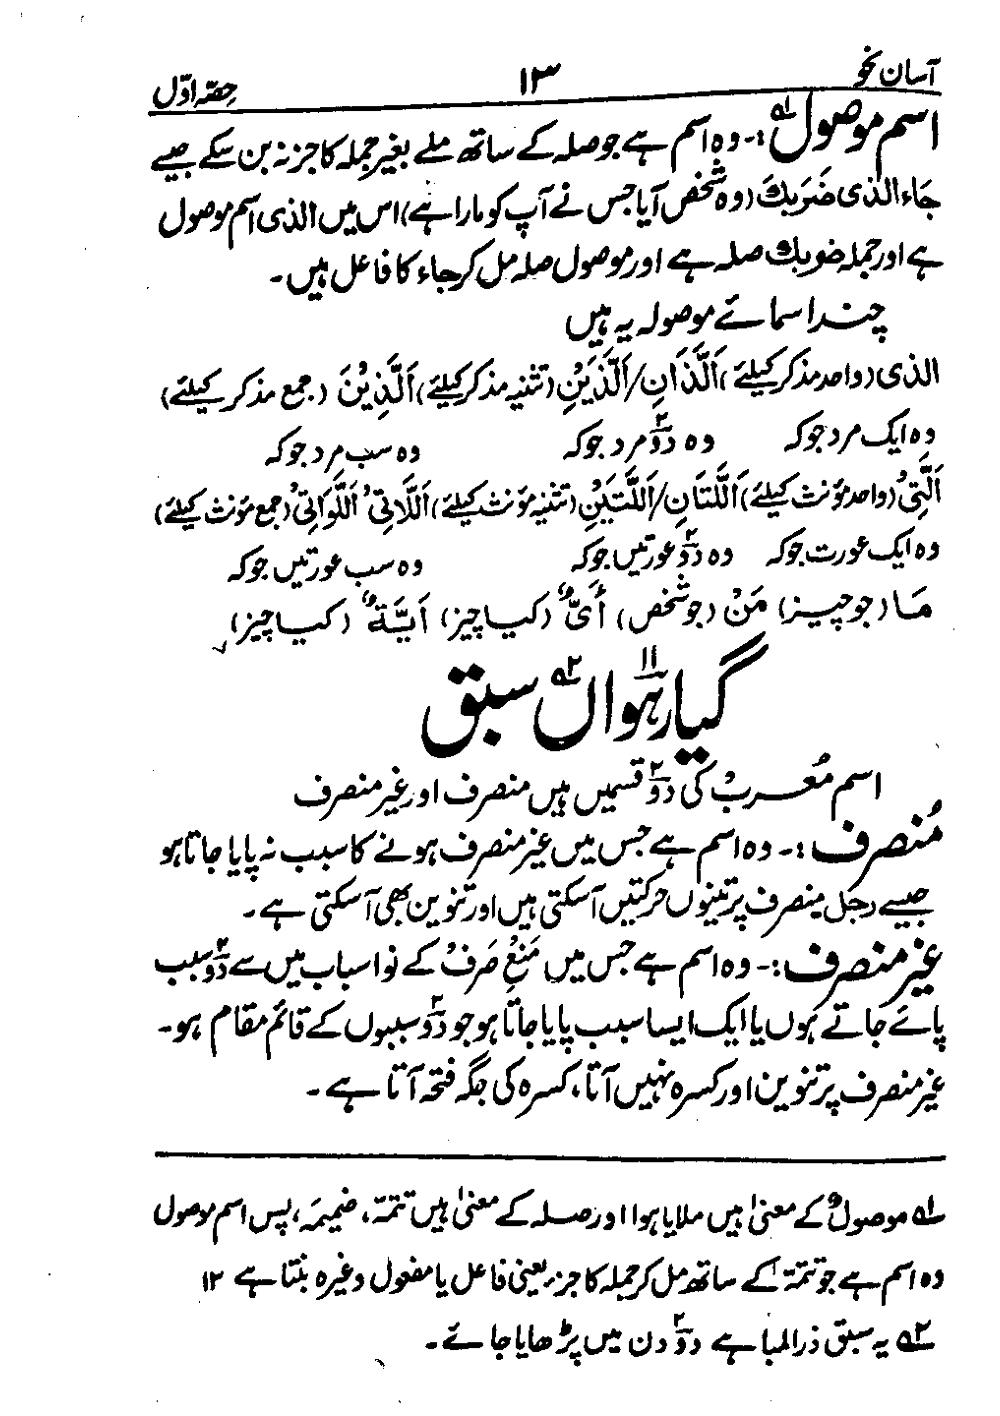 آسان نحو ۱۳ حصّہ اوّل
اسم موصول۱؎ :- وہ اسم ہے جو صلہ کے ساتھ ملے بغیر جملہ کا جز نہ بن سکے جیسے
جَاء الذی ضَرَبَكَ (وہ شخص آیا جس نے آپ کو مارا ہے) اس میں الذی اسم موصول
ہے اور جملہ ضربك صلہ ہے اور موصول صلہ مل کر جاء کا فاعل ہیں۔
چند اسمائے موصولہ یہ ہیں
الذی (واحد مذکر کیلئے) اَلَّذَانِ/اَلَّذَیْنِ (تثنیہ مذکر کیلئے) اَلَّذِیْنَ (جمع مذکر کیلئے)
وہ ایک مرد جو کہ وہ دوّ۲ مرد جو کہ وہ سب مرد جو کہ
اَلَّتِیْ (واحد مؤنث کیلئے) اَللَّتَانِ/اَللَّتَیْنِ (تثنیہ مؤنث کیلئے) اَللَّاتِیْ، اَللَّوَاتِیْ (جمع مؤنث کیلئے)
وہ ایک عورت جو کہ وہ دوّ۲ عورتیں جو کہ وہ سب عورتیں جو کہ
مَا (جو چیز) مَنْ (جو شخص) أَیٌّ (کیا چیز) اَیَّةٌ (کیا چیز)
گیارہواں۱۱ ۲؎ سبق
اسم مُعرب کی دوّ۲ قسمیں ہیں منصرف اور غیر منصرف
مُنصرف :- وہ اسم ہے جس میں غیر منصرف ہونے کا سبب نہ پایا جاتا ہو
جیسے رجل منصرف پر تینوں حرکتیں آسکتی ہیں اور تنوین بھی آسکتی ہے۔
غیر منصرف :- وہ اسم ہے جس میں مَنْعِ صَرَفْ کے نو اسباب میں سے دوّ۲ سبب
پائے جاتے ہوں یا ایک ایسا سبب پایا جاتا ہو جو دوّ۲ سببوں کے قائم مقام ہو۔
غیر منصرف پر تنوین اور کسرہ نہیں آتا، کسرہ کی جگہ فتحہ آتا ہے۔
۱؎ موصولٌ کے معنیٰ ہیں ملایا ہوا اور صلہ کے معنیٰ ہیں تتمّہ، ضمیمہ، پس اسم موصول
وہ اسم ہے جو تتمّہ کے ساتھ مل کر جملہ کا جزء یعنی فاعل یا مفعول وغیرہ بنتا ہے ۱۲
۲؎ یہ سبق ذرا لمبا ہے دوّ۲ دن میں پڑھایا جائے۔